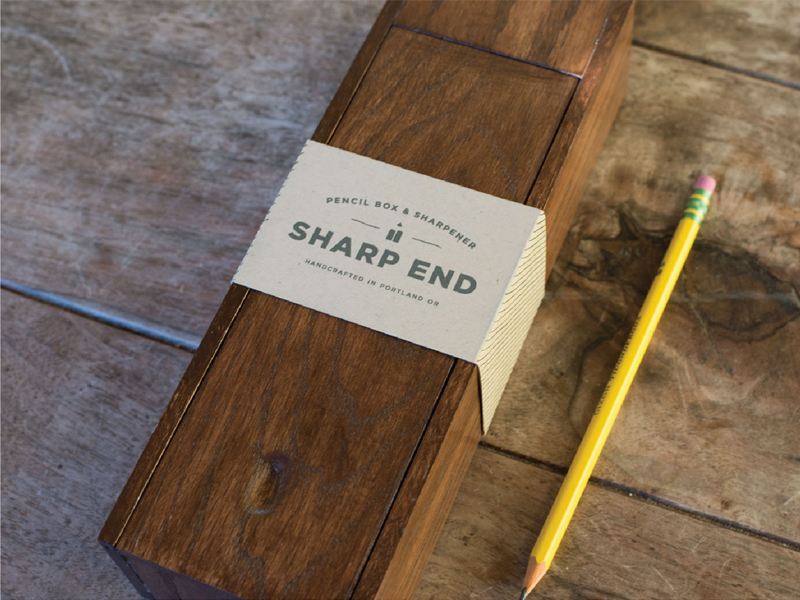 PENCIL BOX & SHARPENER
SHARP END
HANDCRAFTED IN PORTLAND OR